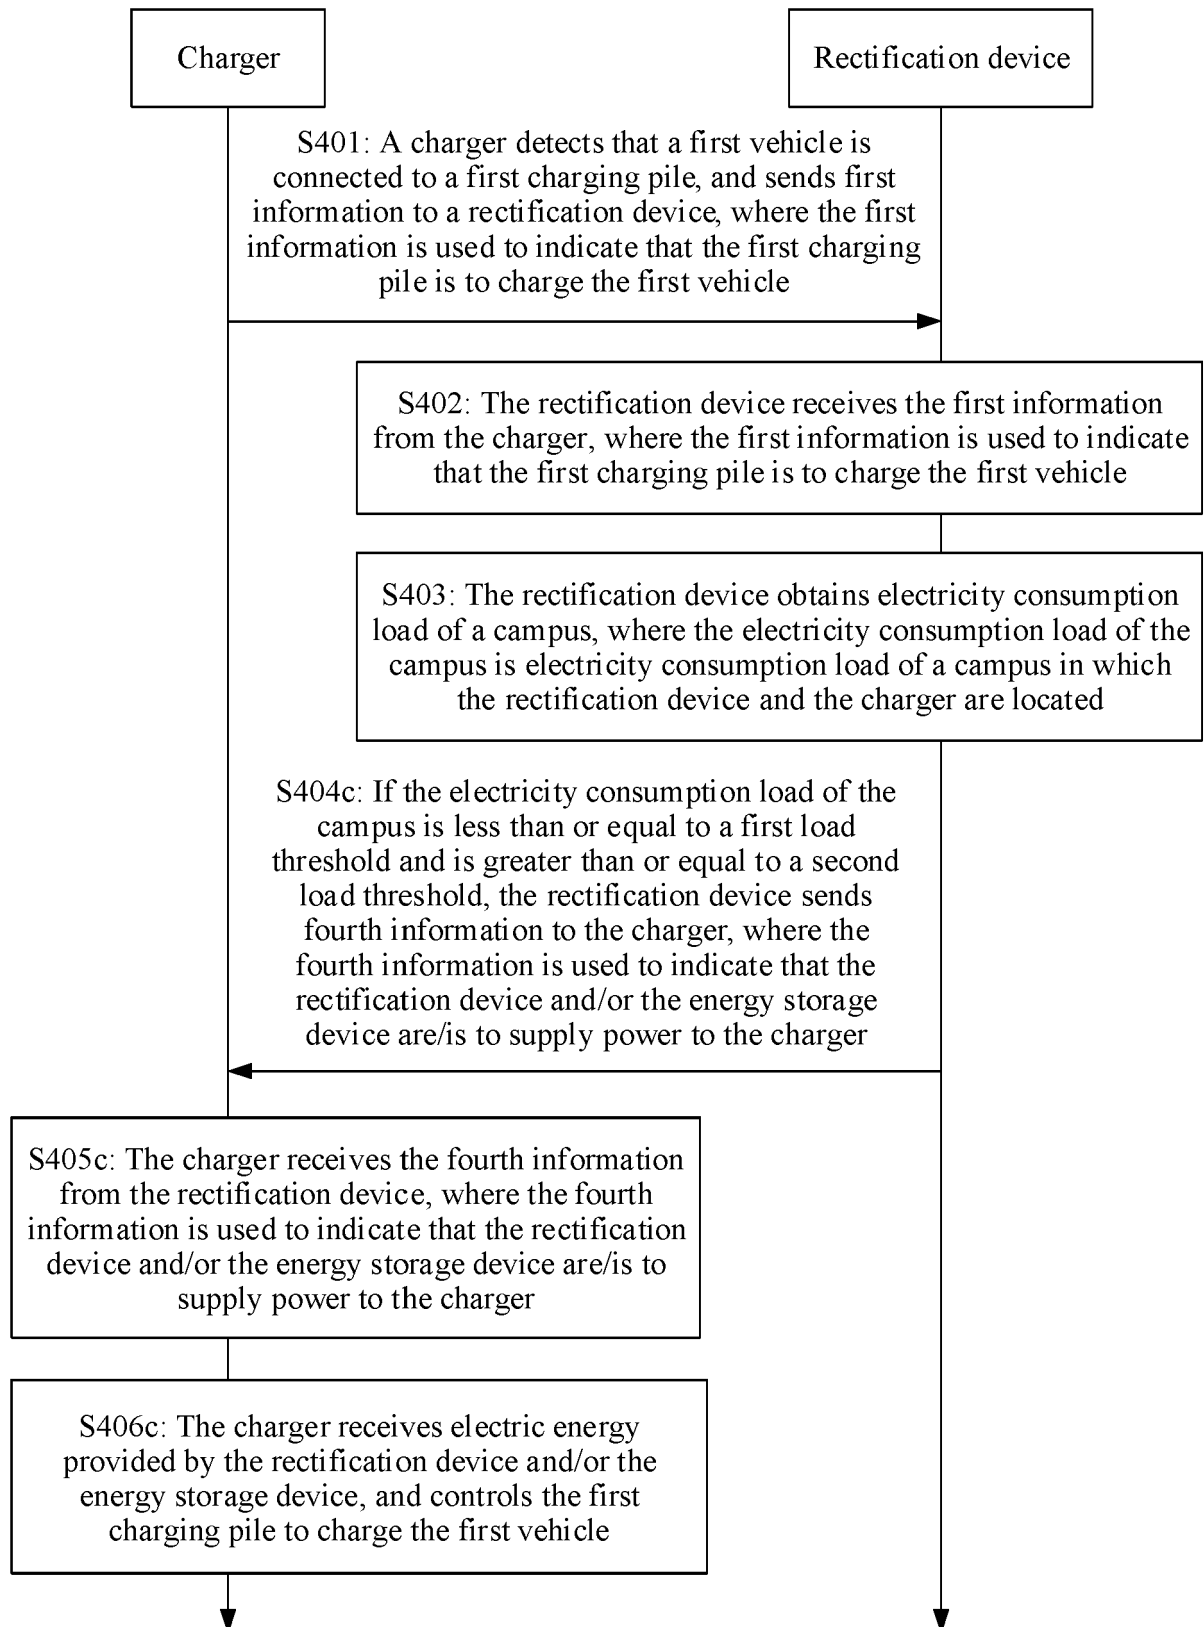 Charger
Rectification device
S401: A charger detects that a first vehicle is
connected to a first charging pile, and sends first
information to a rectification device, where the first
information is used to indicate that the first charging
pile is to charge the first vehicle
S402: The rectification device receives the first information
from the charger, where the first information is used to indicate
that the first charging pile is to charge the first vehicle
S403: The rectification device obtains electricity consumption
load of a campus, where the electricity consumption load of the
campus is electricity consumption load of a campus in which
the rectification device and the charger are located
S404c: If the electricity consumption load of the
campus is less than or equal to a first load
threshold and is greater than or equal to a second
load threshold, the rectification device sends
fourth information to the charger, where the
fourth information is used to indicate that the
rectification device and/or the energy storage
device are/is to supply power to the charger
S405c: The charger receives the fourth information
from the rectification device, where the fourth
information is used to indicate that the rectification
device and/or the energy storage device are/is to
supply power to the charger
S406c: The charger receives electric energy
provided by the rectification device and/or the
energy storage device, and controls the first
charging pile to charge the first vehicle